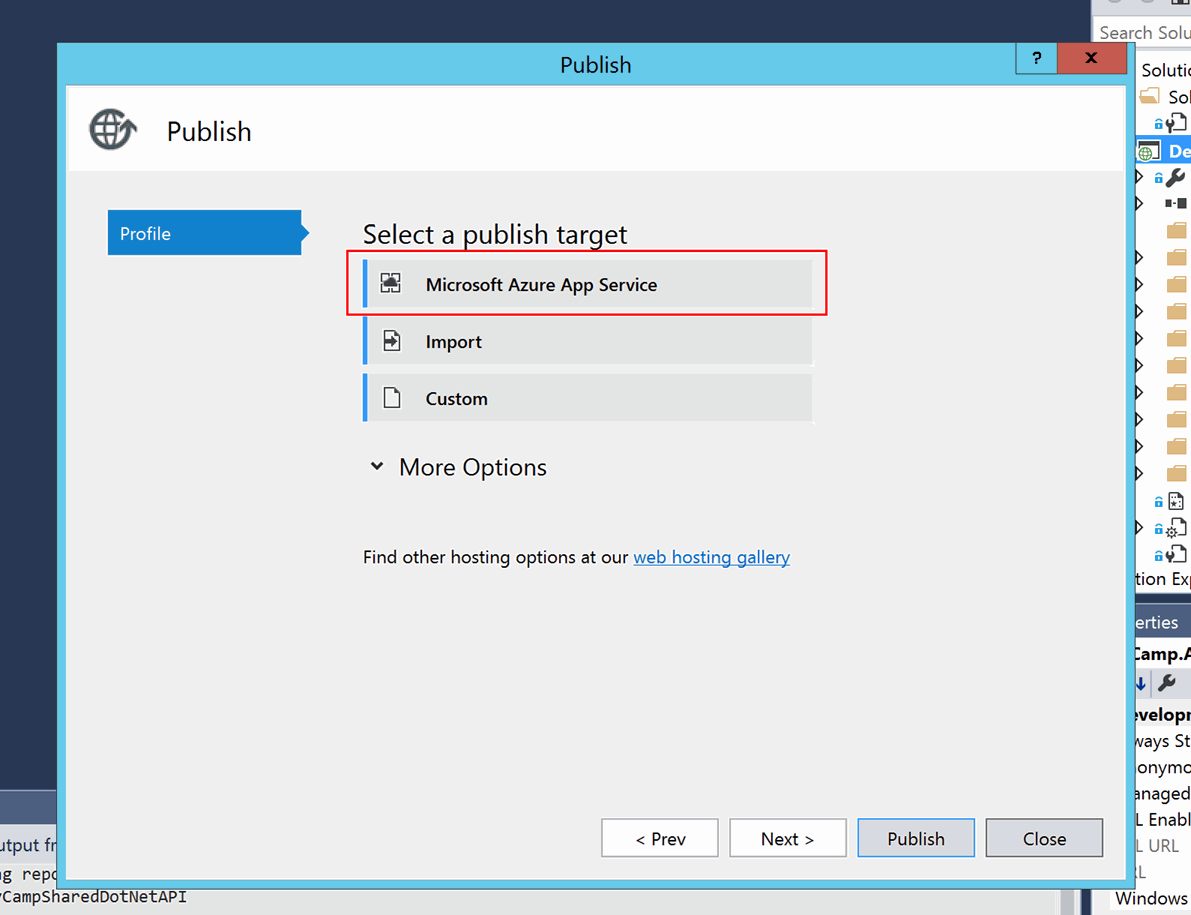 Search Solu
Publish
?
x
Solutio
Sol
Publish
De
Profile
Select a publish target
Microsoft Azure App Service
Import
Custom
More Options
Find other hosting options at our web hosting gallery
tion Exp
erties
Camp.A
evelopm
ways St
onymo
anaged
L Enabl
L URL
RL
Windows
< Prev
Next >
Publish
Close
utput fr
ng repo
CampSharedDotNetAPI